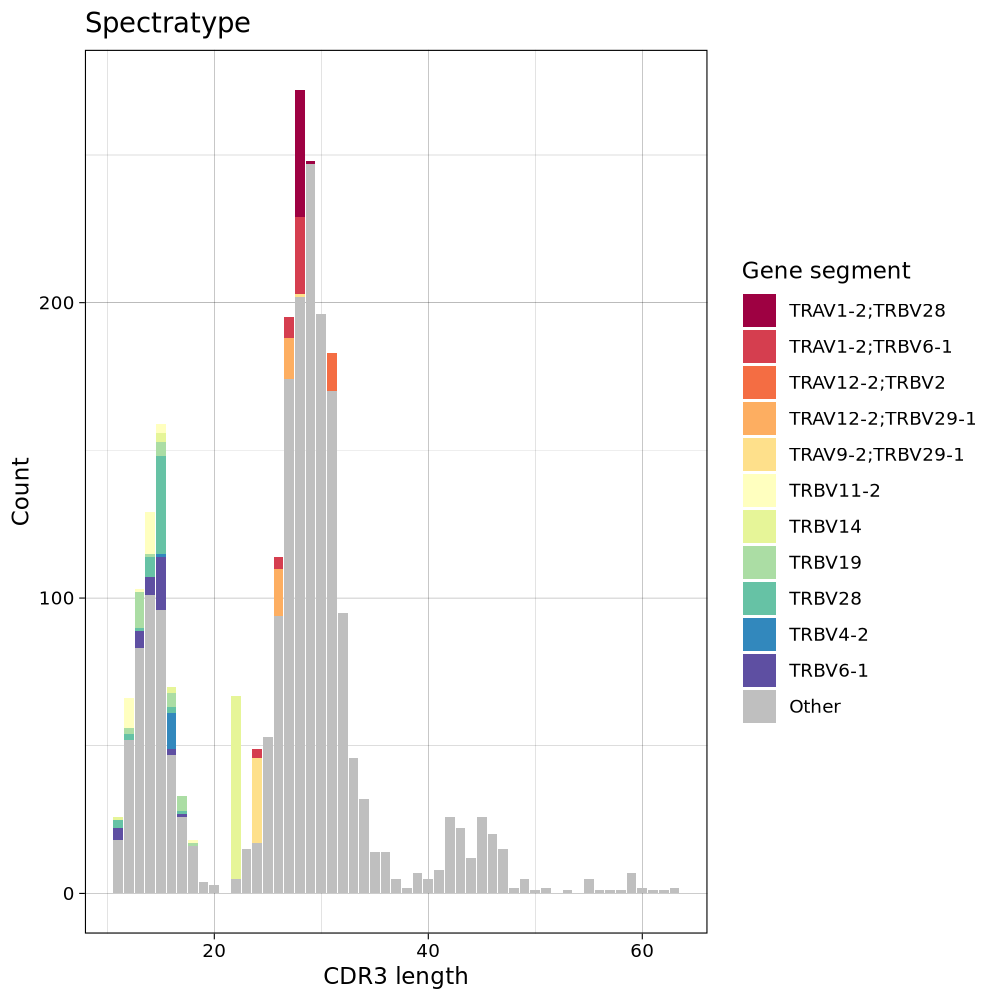 Spectratype
Count
200
100
0
20
40
60
CDR3 length
Gene segment
TRAV1-2;TRBV28
TRAV1-2;TRBV6-1
TRAV12-2;TRBV2
TRAV12-2;TRBV29-1
TRAV9-2;TRBV29-1
TRBV11-2
TRBV14
TRBV19
TRBV28
TRBV4-2
TRBV6-1
Other